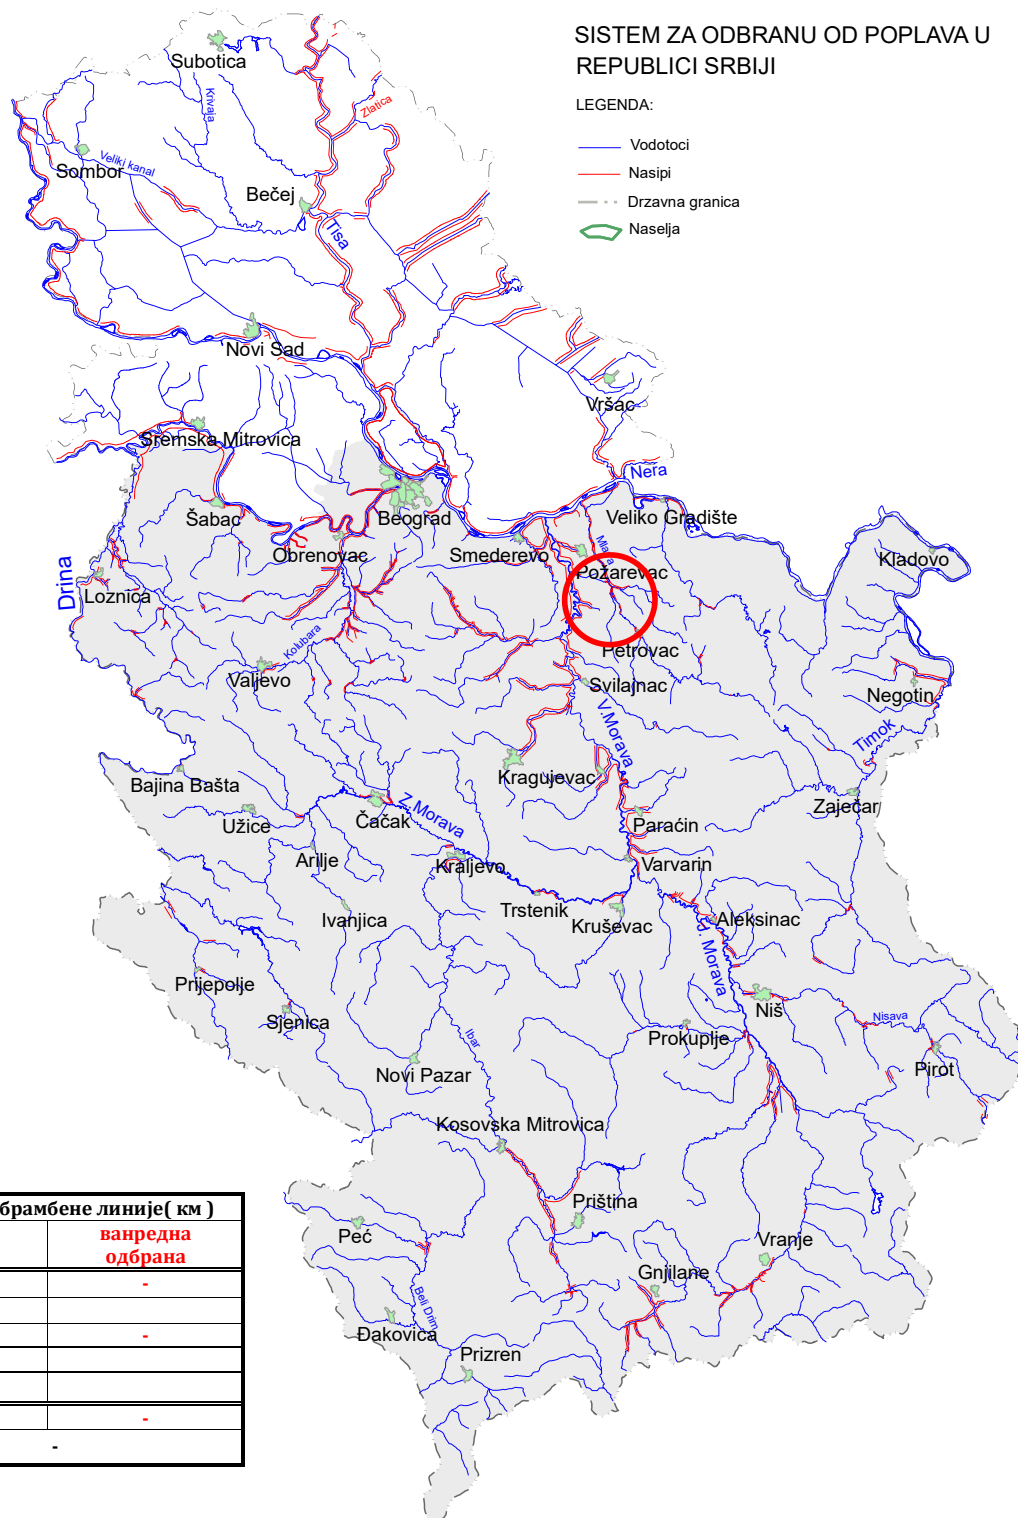 SISTEM ZA ODBRANU OD POPLAVA U
REPUBLICI SRBIJI
LEGENDA:
Vodotoci
Nasipi
Drzavna granica
Naselja
Subotica
Krivaja
Zlatica
Sombor
Veliki kanal
Bečej
Tisa
Novi Sad
Vršac
Sremska Mitrovica
Nera
Šabac
Beograd
Veliko Gradište
Obrenovac
Smederevo
Kladovo
Požarevac
Drina
Loznica
Kolubara
Petrovac
Valjevo
Svilajnac
Negotin
V.Morava
Timok
Bajina Bašta
Kragujevac
Zaječar
Užice
Čačak
Z.Morava
Paraćin
Arilje
Kraljevo
Varvarin
Ivanjica
Trstenik
Kruševac
Aleksinac
J. Morava
Prijepolje
Niš
Sjenica
Prokuplje
Nisava
Ibar
Pirot
Novi Pazar
Kosovska Mitrovica
Priština
Peć
Vranje
Gnjilane
Beli Drim
Đakovica
Prizren
брамбене линије( км )
ванредна
одбрана
-
-
-
-